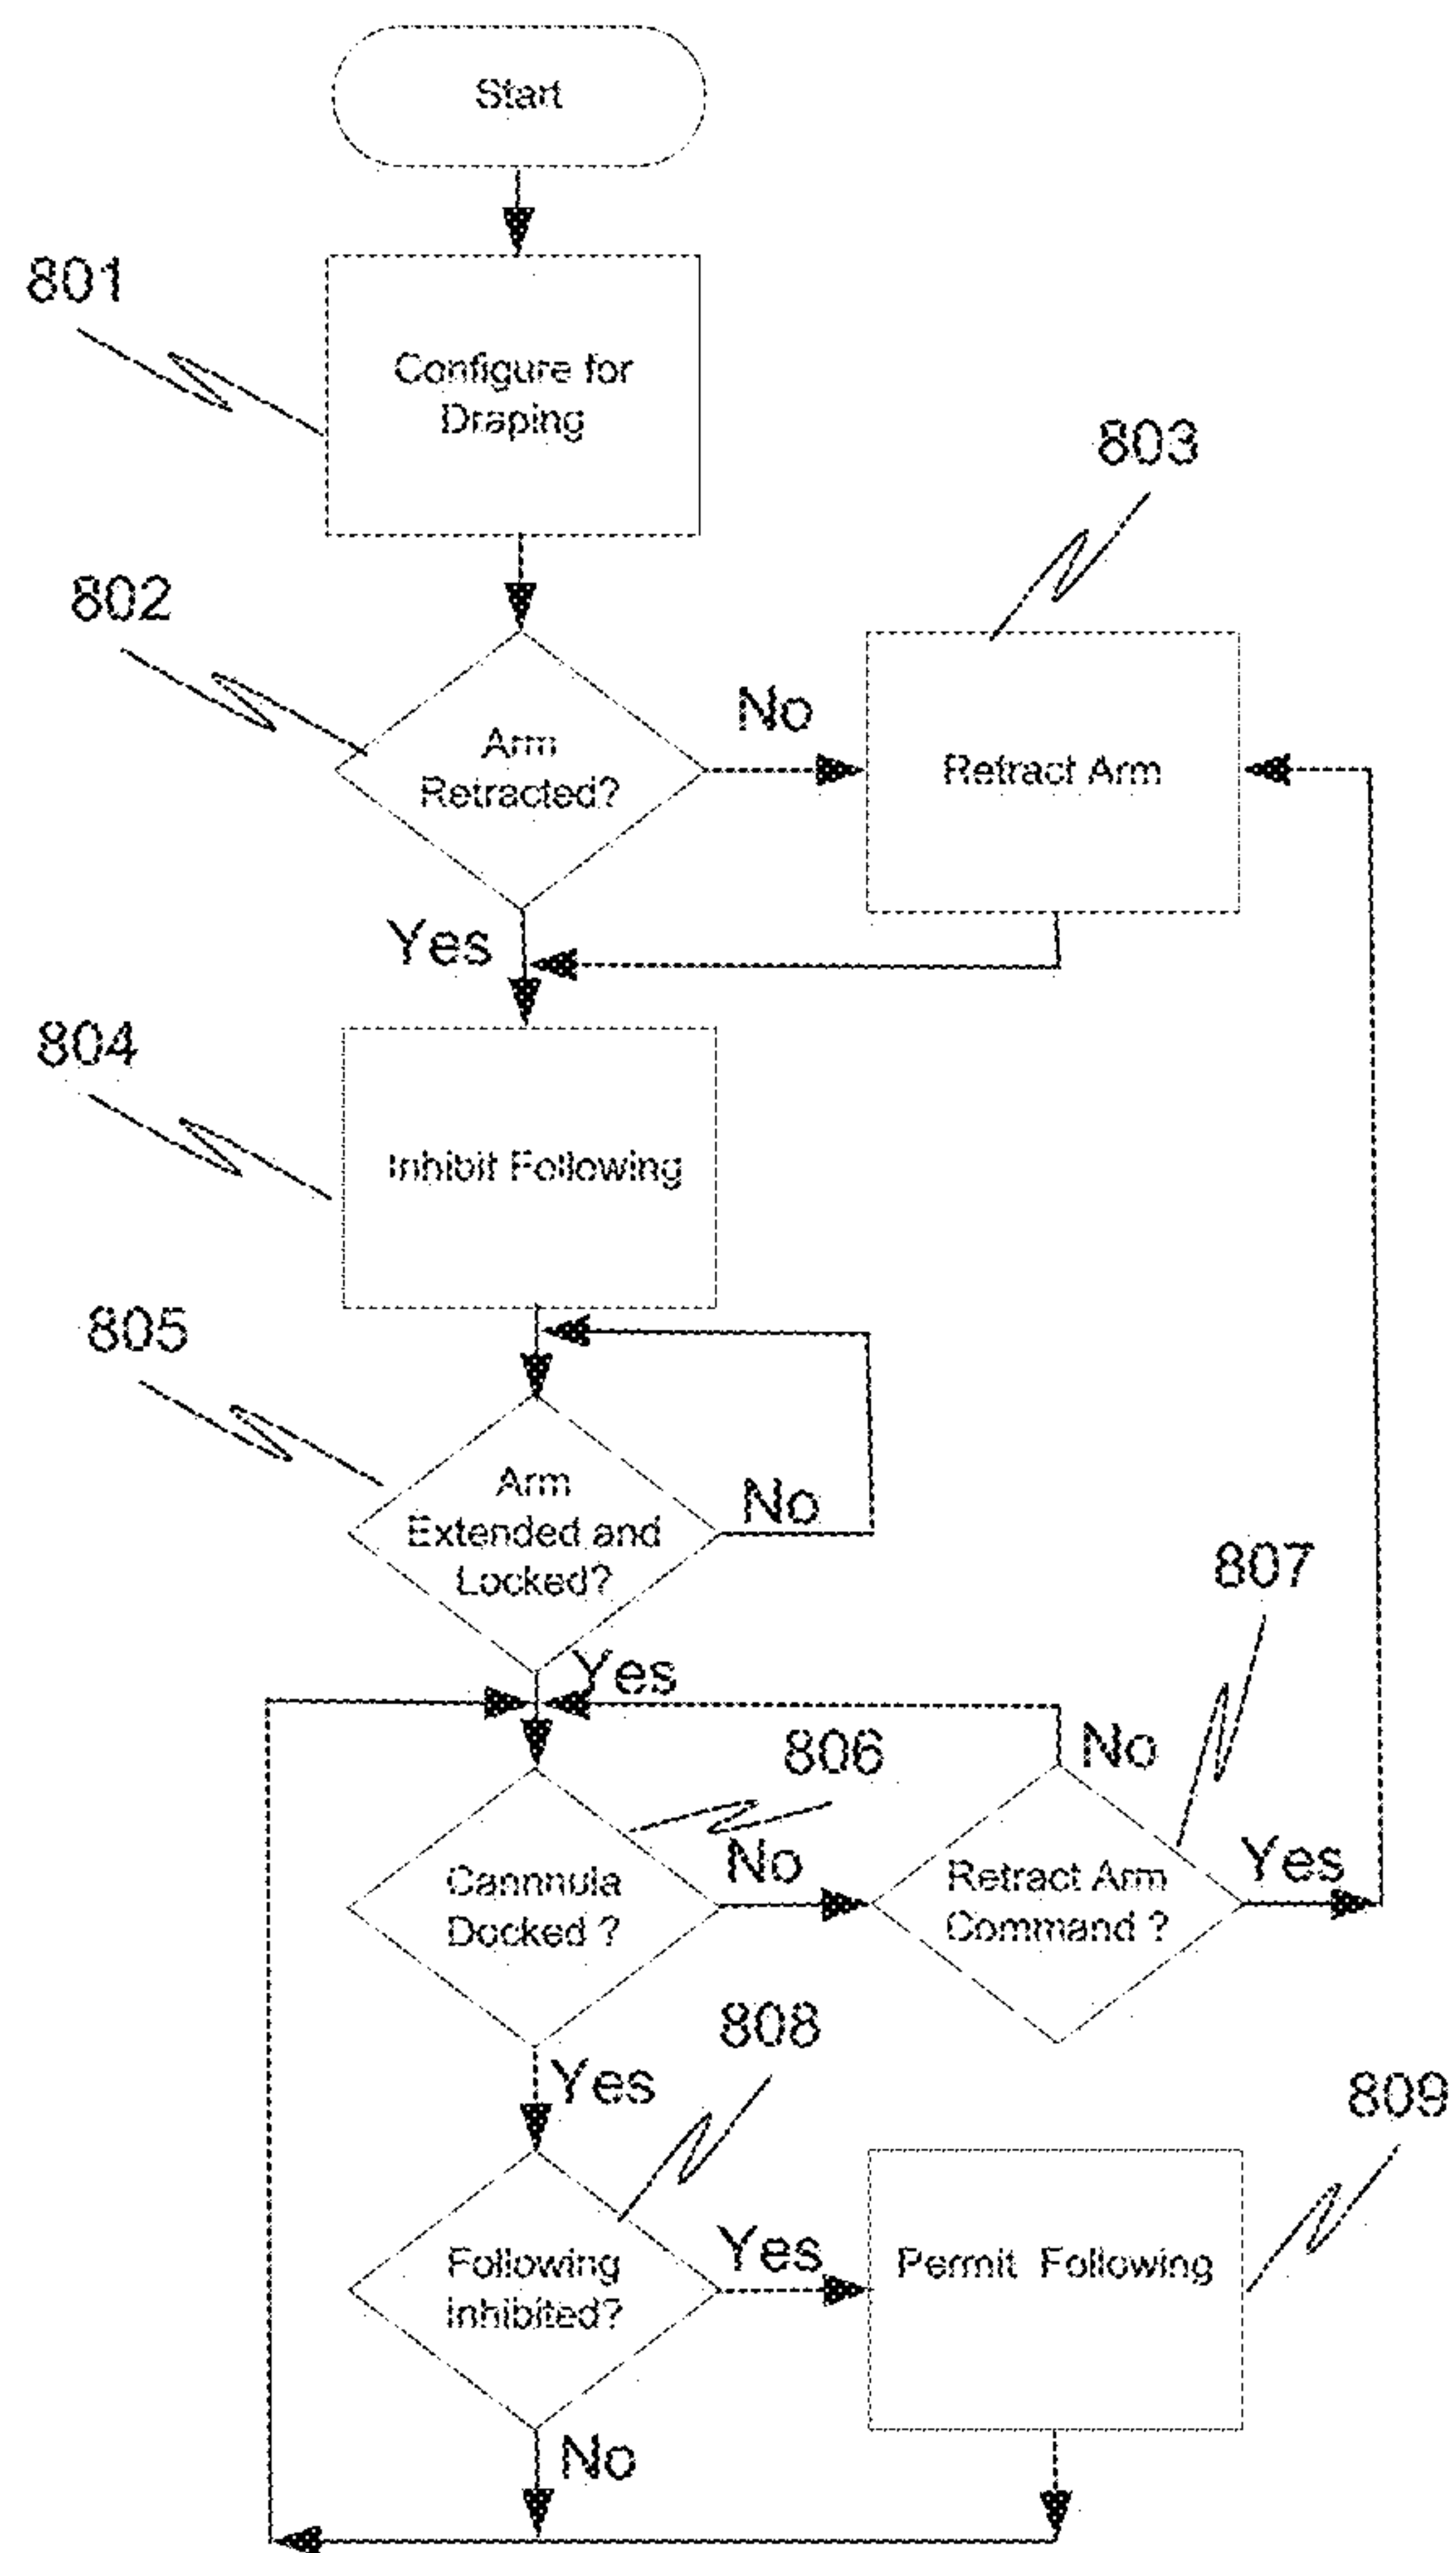 Start
801
Configure for
Draping
803
802
Arm
Retracted?
No
Retract Arm
Yes
804
Inhibit Following
805
Arm
Extended and
Locked?
No
807
Yes
806
No
Cannnula
Docked ?
No
Retract Arm
Command ?
Yes
808
Yes
809
Following
Inhibited?
Yes
Permit Following
No